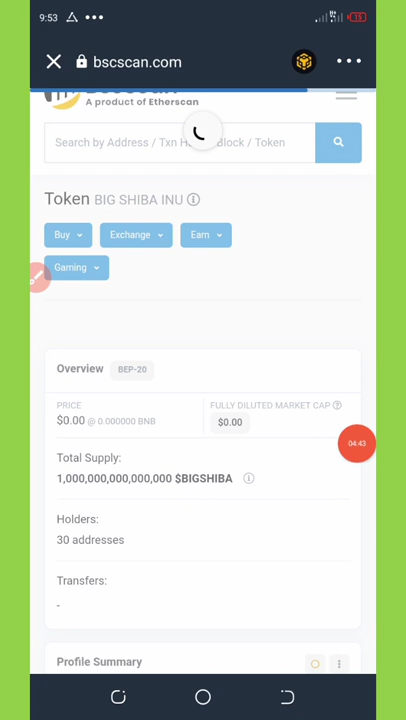 9:53
15
bscscan.com
A product of Etherscan
Search by Address / Txn H Block / Token
Token BIG SHIBA INU
Buy
Exchange
Earn
Gaming
Overview BEP-20
PRICE
$0.00 @ 0.000000 BNB
FULLY DILUTED MARKET CAP
$0.00
04:43
Total Supply:
1,000,000,000,000,000 $BIGSHIBA
Holders:
30 addresses
Transfers:
-
Profile Summary